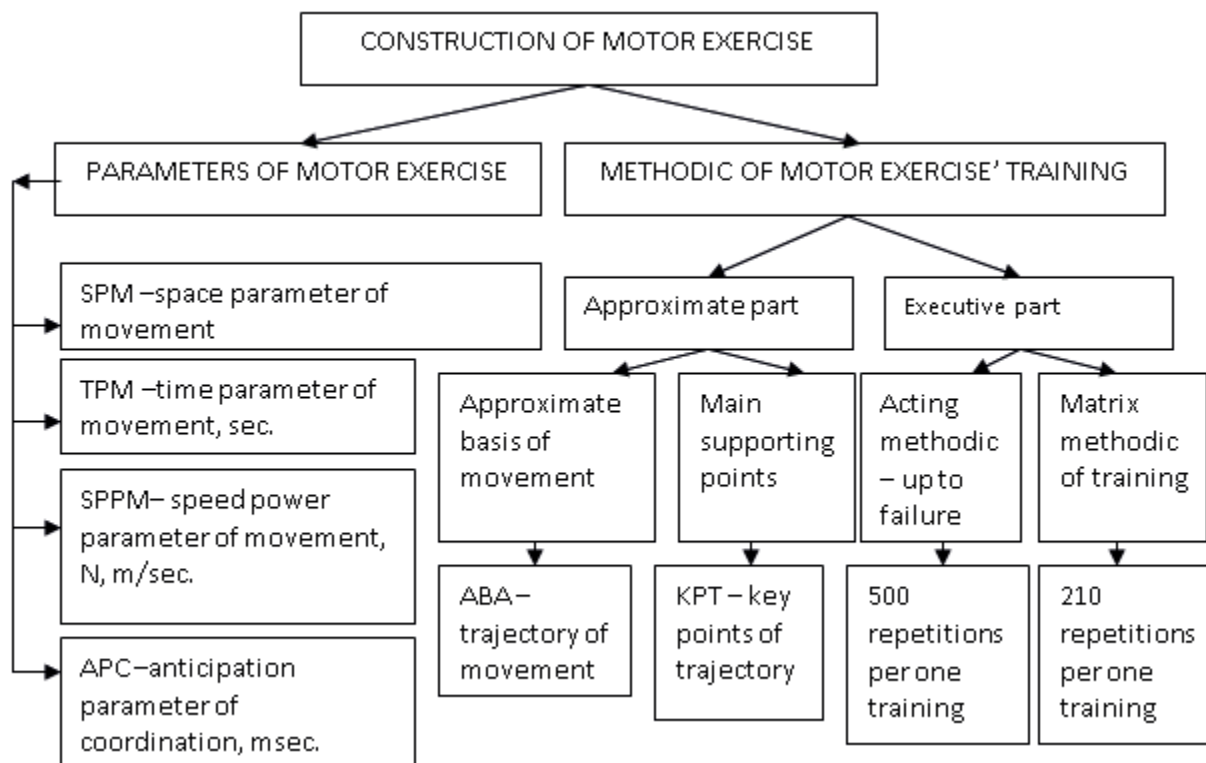 CONSTRUCTION OF MOTOR EXERCISE
PARAMETERS OF MOTOR EXERCISE
METHODIC OF MOTOR EXERCISE’ TRAINING
SPM –space parameter of
movement
TPM –time parameter of
movement, sec.
SPPM– speed power
parameter of movement,
N, m/sec.
APC–anticipation
parameter of
coordination, msec.
Approximate part
Executive part
Approximate
basis of
movement
Main
supporting
points
Acting
methodic
– up to
failure
Matrix
methodic
of training
ABA–
trajectory of
movement
KPT – key
points of
trajectory
500
repetitions
per one
training
210
repetitions
per one
training